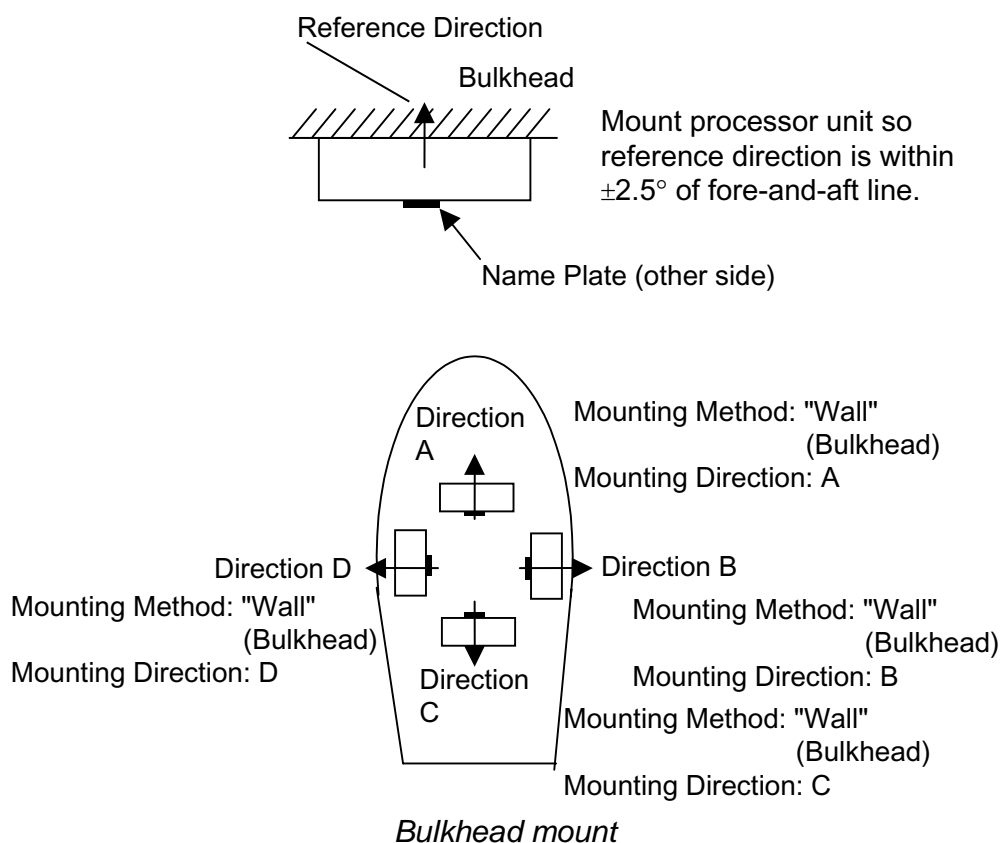 Reference Direction
Bulkhead
Mount processor unit so
reference direction is within
±2.5° of fore-and-aft line.
Name Plate (other side)
Direction
A
Mounting Method: "Wall"
(Bulkhead)
Mounting Direction: A
Direction D
Mounting Method: "Wall"
(Bulkhead)
Mounting Direction: D
Direction B
Mounting Method: "Wall"
(Bulkhead)
Mounting Direction: B
Direction
C
Mounting Method: "Wall"
(Bulkhead)
Mounting Direction: C
Bulkhead mount